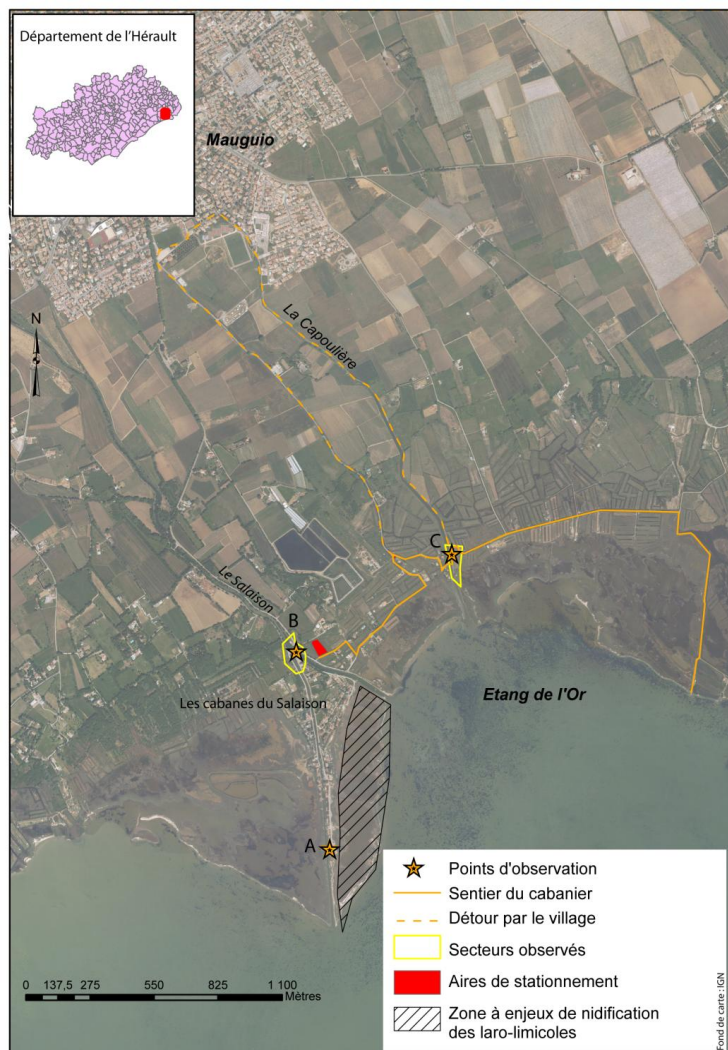 Département de l'Hérault
Mauguio
N
La Capoulière
C
Le Salaison
B
Les cabanes du Salaison
Etang de l'Or
A
Points d'observation
Sentier du cabanier
Détour par le village
Secteurs observés
Aires de stationnement
Zone à enjeux de nidification
des laro-limicoles
0 137,5 275 550 825 1 100
Mètres
Fond de carte : IGN